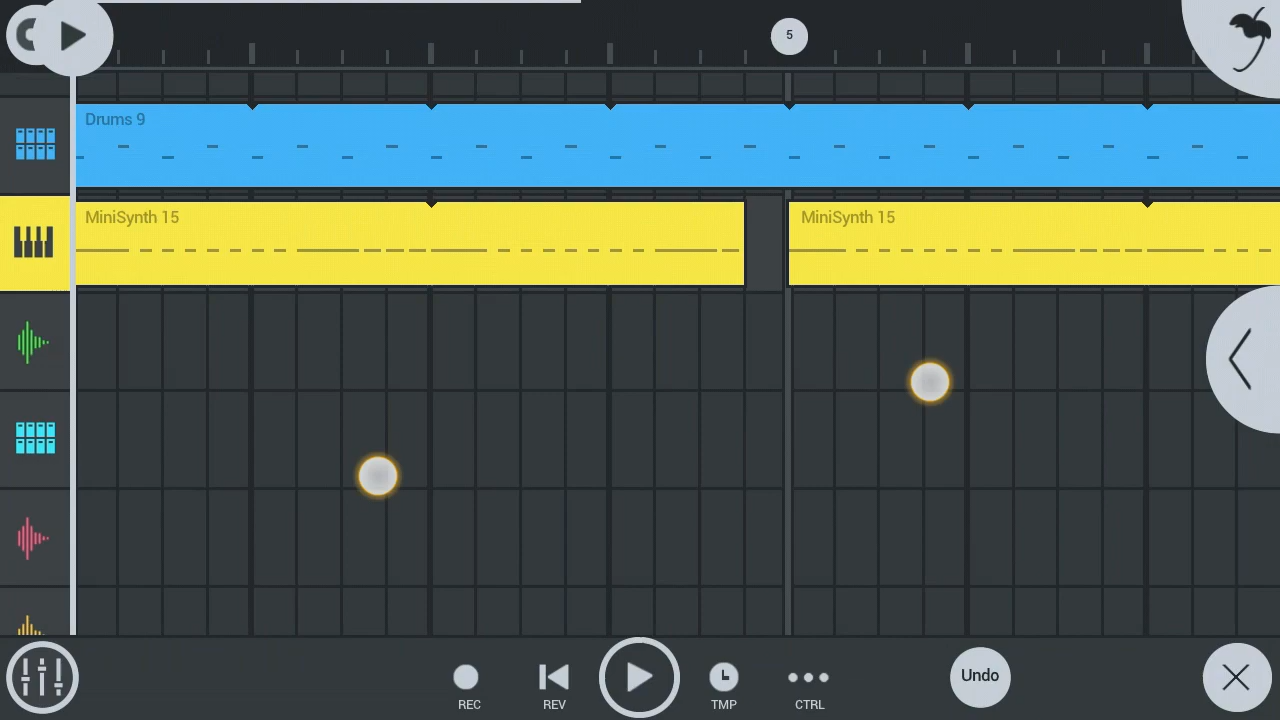 5
Drums 9
MiniSynth 15
MiniSynth 15
Undo
REC
REV
TMP
CTRL